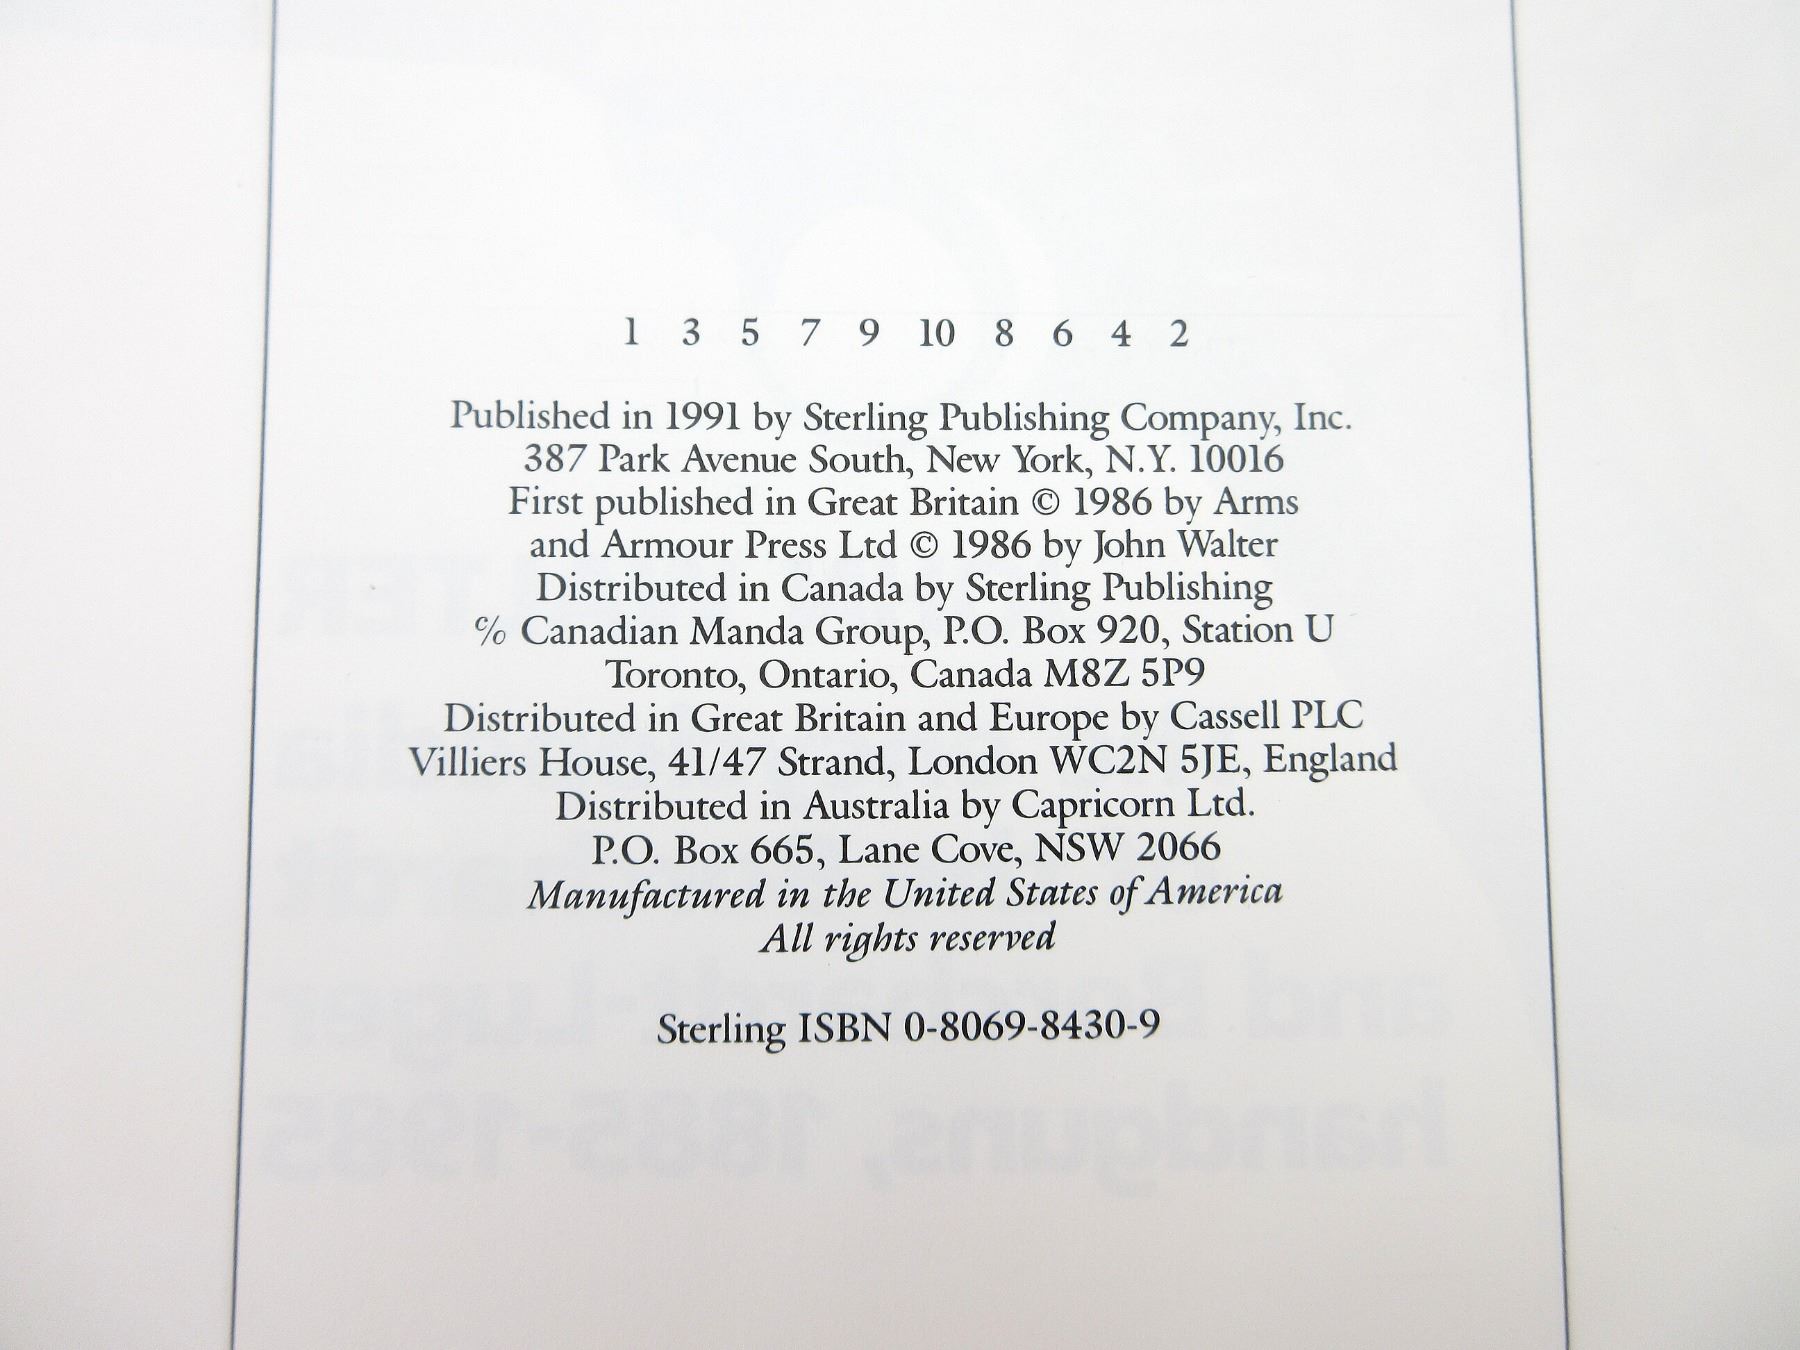 1 3 5 7 9 10 8 6 4 2
Published in 1991 by Sterling Publishing Company, Inc.
387 Park Avenue South, New York, N.Y. 10016
First published in Great Britain © 1986 by Arms
and Armour Press Ltd © 1986 by John Walter
Distributed in Canada by Sterling Publishing
℅ Canadian Manda Group, P.O. Box 920, Station U
Toronto, Ontario, Canada M8Z 5P9
Distributed in Great Britain and Europe by Cassell PLC
Villiers House, 41/47 Strand, London WC2N 5JE, England
Distributed in Australia by Capricorn Ltd.
P.O. Box 665, Lane Cove, NSW 2066
Manufactured in the United States of America
All rights reserved
Sterling ISBN 0-8069-8430-9